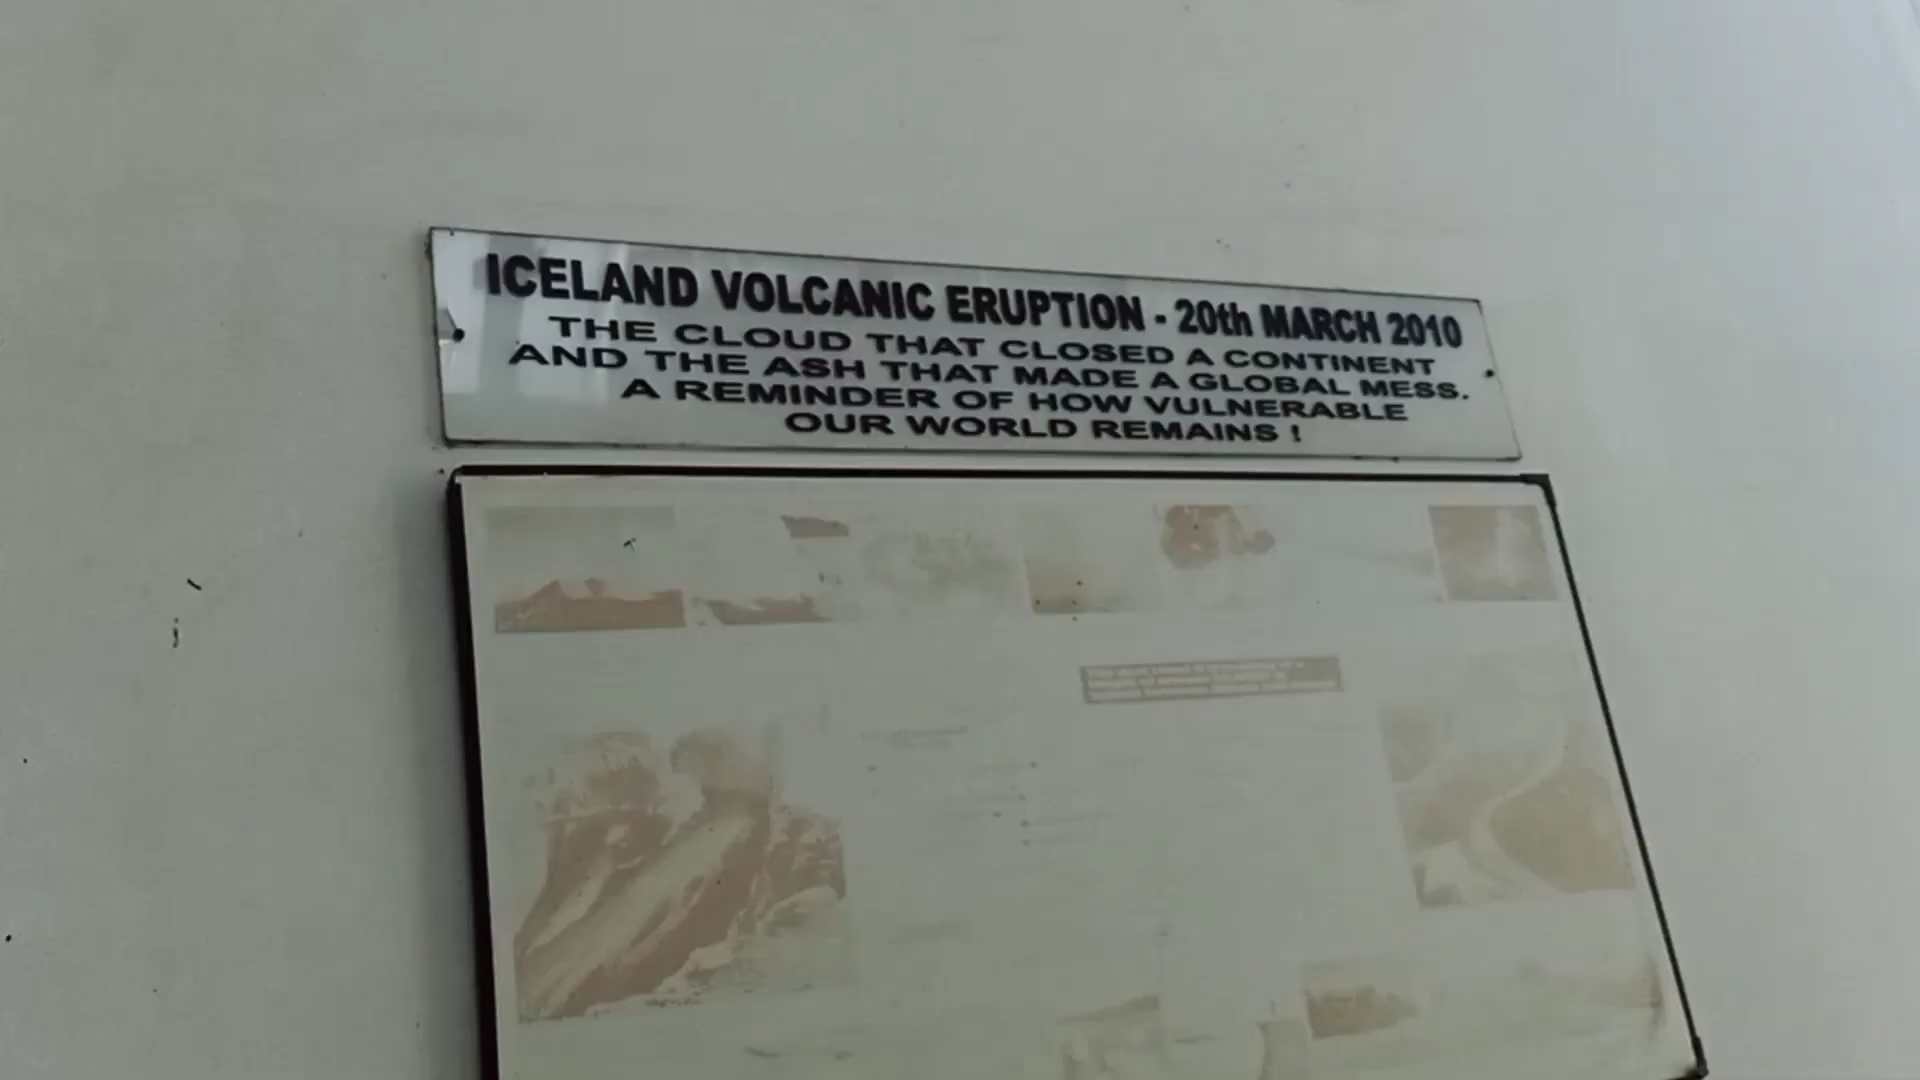 ICELAND VOLCANIC ERUPTION - 20th MARCH 2010
THE CLOUD THAT CLOSED A CONTINENT
AND THE ASH THAT MADE A GLOBAL MESS.
A REMINDER OF HOW VULNERABLE
OUR WORLD REMAINS !